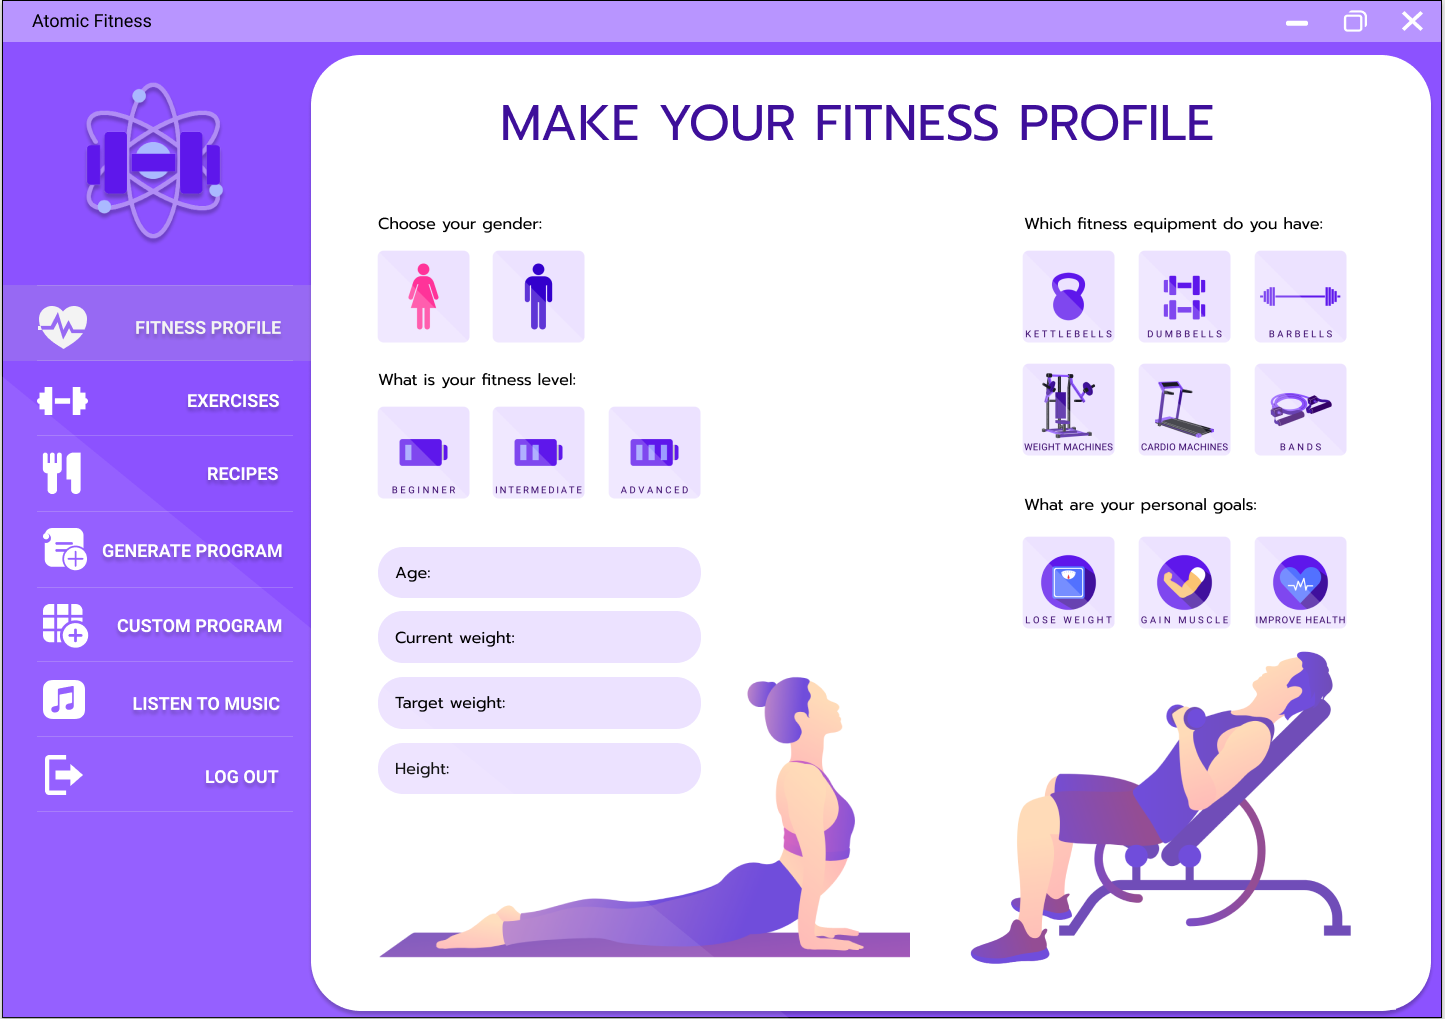 Atomic Fitness
FITNESS PROFILE
EXERCISES
RECIPES
GENERATE PROGRAM
CUSTOM PROGRAM
LISTEN TO MUSIC
LOG OUT
MAKE YOUR FITNESS PROFILE
Choose your gender:
What is your fitness level:
BEGINNER INTERMEDIATE ADVANCED
Age:
Current weight:
Target weight:
Height:
Which fitness equipment do you have:
KETTLEBELLS DUMBBELLS BARBELLS
WEIGHT MACHINES CARDIO MACHINES BANDS
What are your personal goals:
LOSE WEIGHT GAIN MUSCLE IMPROVE HEALTH